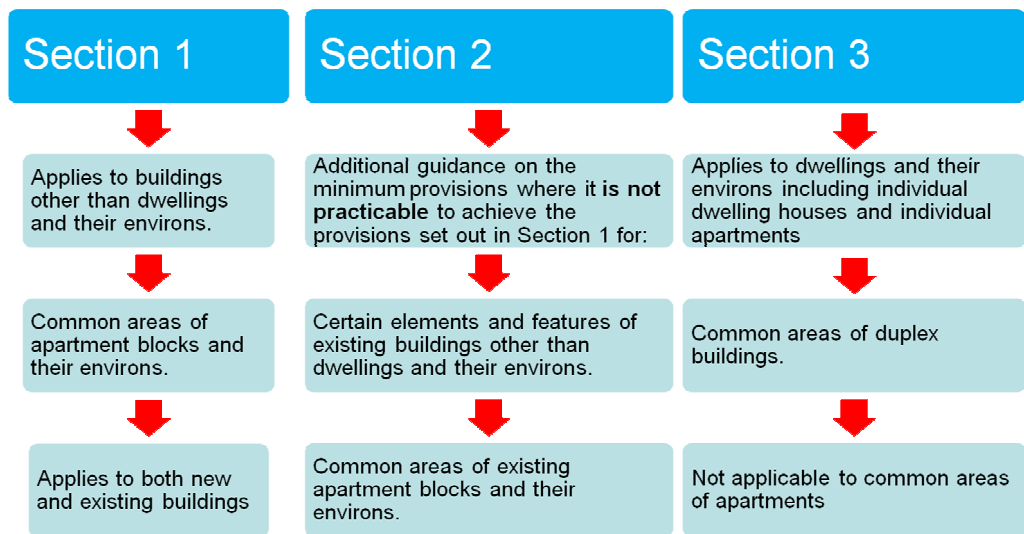 Section 1
Applies to buildings
other than dwellings
and their environs.
Common areas of
apartment blocks and
their environs.
Applies to both new
and existing buildings
Section 2
Additional guidance on the
minimum provisions where it is not
practicable to achieve the
provisions set out in Section 1 for:
Certain elements and features of
existing buildings other than
dwellings and their environs.
Common areas of existing
apartment blocks and their
environs.
Section 3
Applies to dwellings and their
environs including individual
dwelling houses and individual
apartments
Common areas of duplex
buildings.
Not applicable to common areas
of apartments